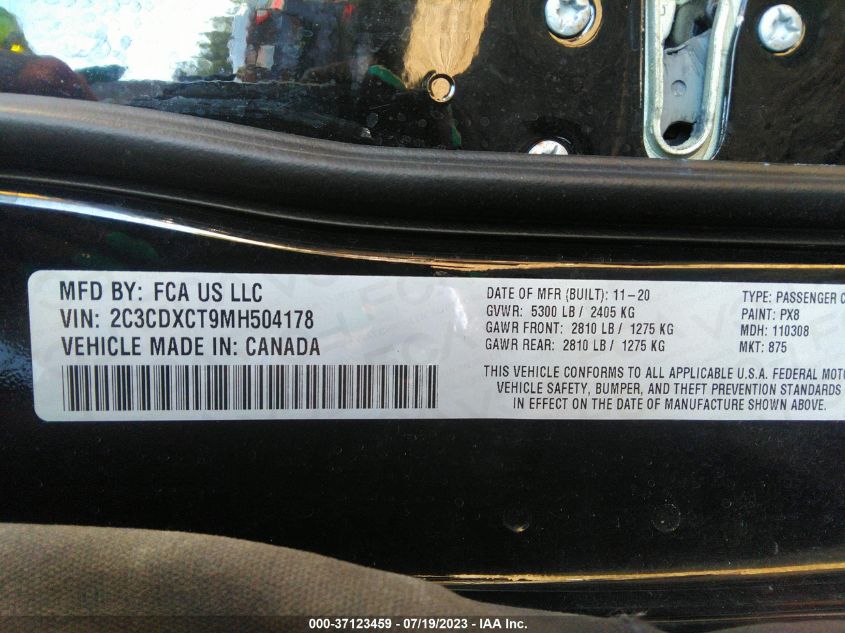 MFD BY: FCA US LLC
VIN: 2C3CDXCT9MH504178
VEHICLE MADE IN: CANADA
DATE OF MFR (BUILT): 11-20
GVWR: 5300 LB / 2405 KG
GAWR FRONT: 2810 LB / 1275 KG
GAWR REAR: 2810 LB / 1275 KG
TYPE: PASSENGER C
PAINT: PX8
MDH: 110308
MKT: 875
THIS VEHICLE CONFORMS TO ALL APPLICABLE U.S.A. FEDERAL MOTO
VEHICLE SAFETY, BUMPER, AND THEFT PREVENTION STANDARDS
IN EFFECT ON THE DATE OF MANUFACTURE SHOWN ABOVE.
000-37123459 - 07/19/2023 - IAA Inc.